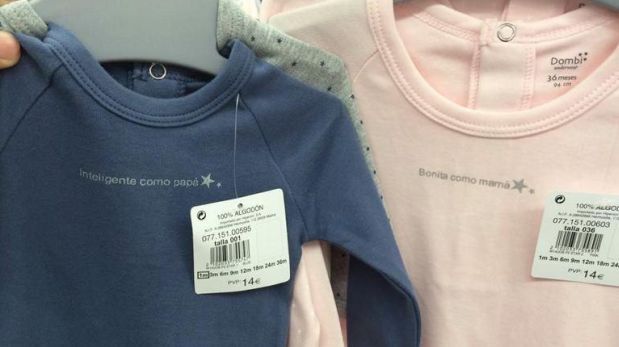 Inteligente como papá
100% ALGODÓN
077.151.00595
talla 001
1m 3m 6m 9m 12m 18m 24m 36m
PVP: 14€
Dombi
underwear
36 meses
94 cm
Bonita como mamá
100% ALGODÓN
077.151.00603
talla 036
1m 3m 6m 9m 12m 18m 24m
PVP: 14€